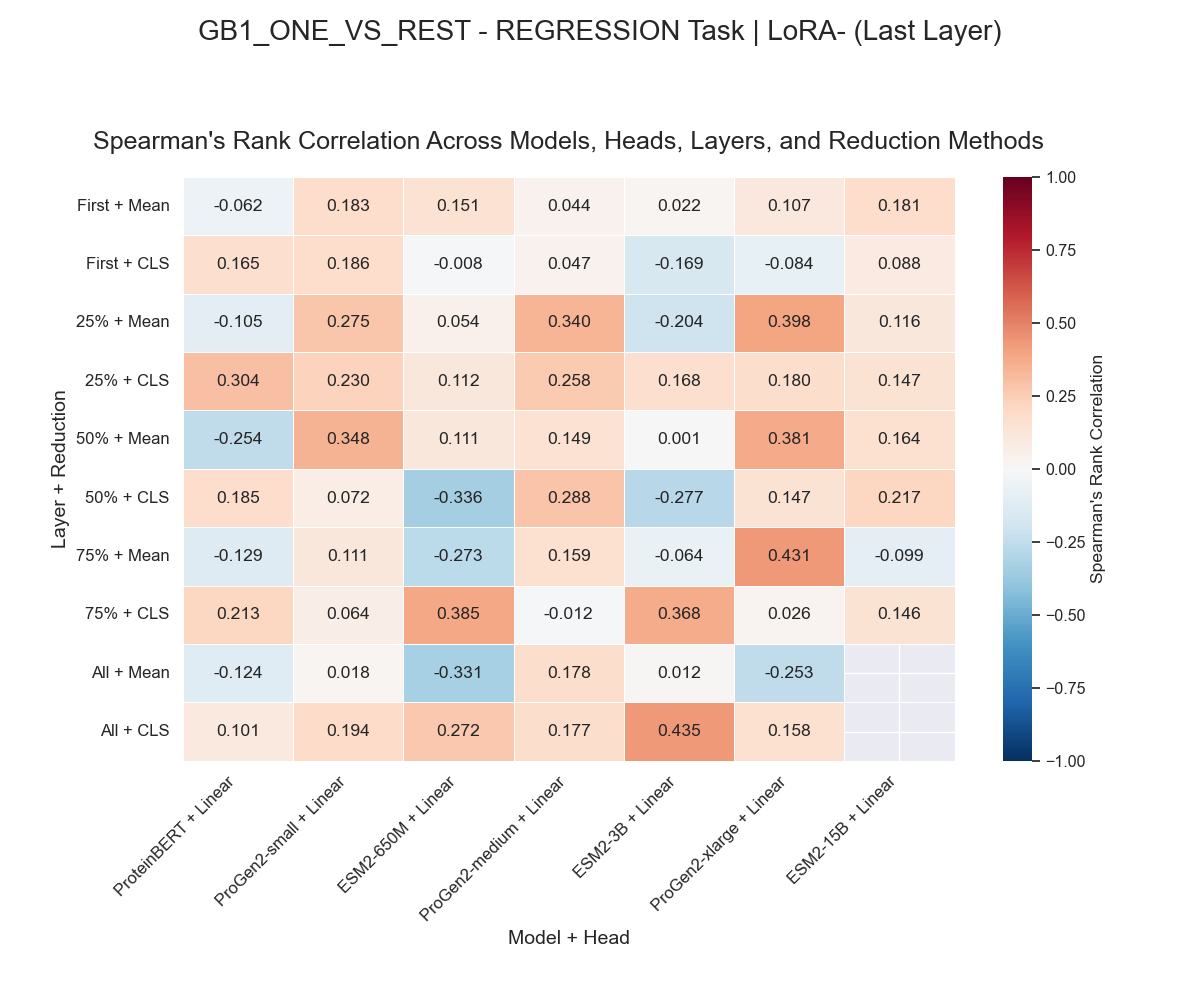 GB1_ONE_VS_REST - REGRESSION Task | LoRA- (Last Layer)
Spearman's Rank Correlation Across Models, Heads, Layers, and Reduction Methods
Layer + Reduction
First + Mean -0.062 0.183 0.151 0.044 0.022 0.107 0.181
First + CLS 0.165 0.186 -0.008 0.047 -0.169 -0.084 0.088
25% + Mean -0.105 0.275 0.054 0.340 -0.204 0.398 0.116
25% + CLS 0.304 0.230 0.112 0.258 0.168 0.180 0.147
50% + Mean -0.254 0.348 0.111 0.149 0.001 0.381 0.164
50% + CLS 0.185 0.072 -0.336 0.288 -0.277 0.147 0.217
75% + Mean -0.129 0.111 -0.273 0.159 -0.064 0.431 -0.099
75% + CLS 0.213 0.064 0.385 -0.012 0.368 0.026 0.146
All + Mean -0.124 0.018 -0.331 0.178 0.012 -0.253
All + CLS 0.101 0.194 0.272 0.177 0.435 0.158
ProteinBERT + Linear
ProGen2-small + Linear
ESM2-650M + Linear
ProGen2-medium + Linear
ESM2-3B + Linear
ProGen2-xlarge + Linear
ESM2-15B + Linear
Model + Head
1.00
0.75
0.50
0.25
0.00
−0.25
−0.50
−0.75
−1.00
Spearman's Rank Correlation